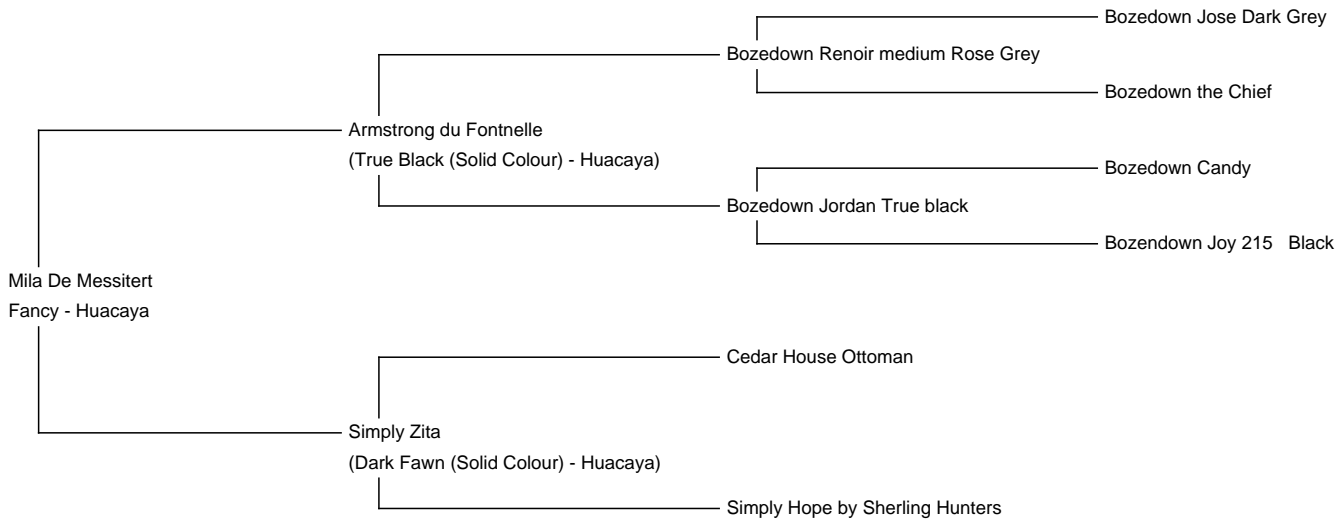 Bozedown Jose Dark Grey
Bozedown Renoir medium Rose Grey
Bozedown the Chief
Armstrong du Fontnelle
(True Black (Solid Colour) - Huacaya)
Bozedown Candy
Bozedown Jordan True black
Bozendown Joy 215   Black
Mila De Messitert
Fancy - Huacaya
Cedar House Ottoman
Simply Zita
(Dark Fawn (Solid Colour) - Huacaya)
Simply Hope by Sherling Hunters